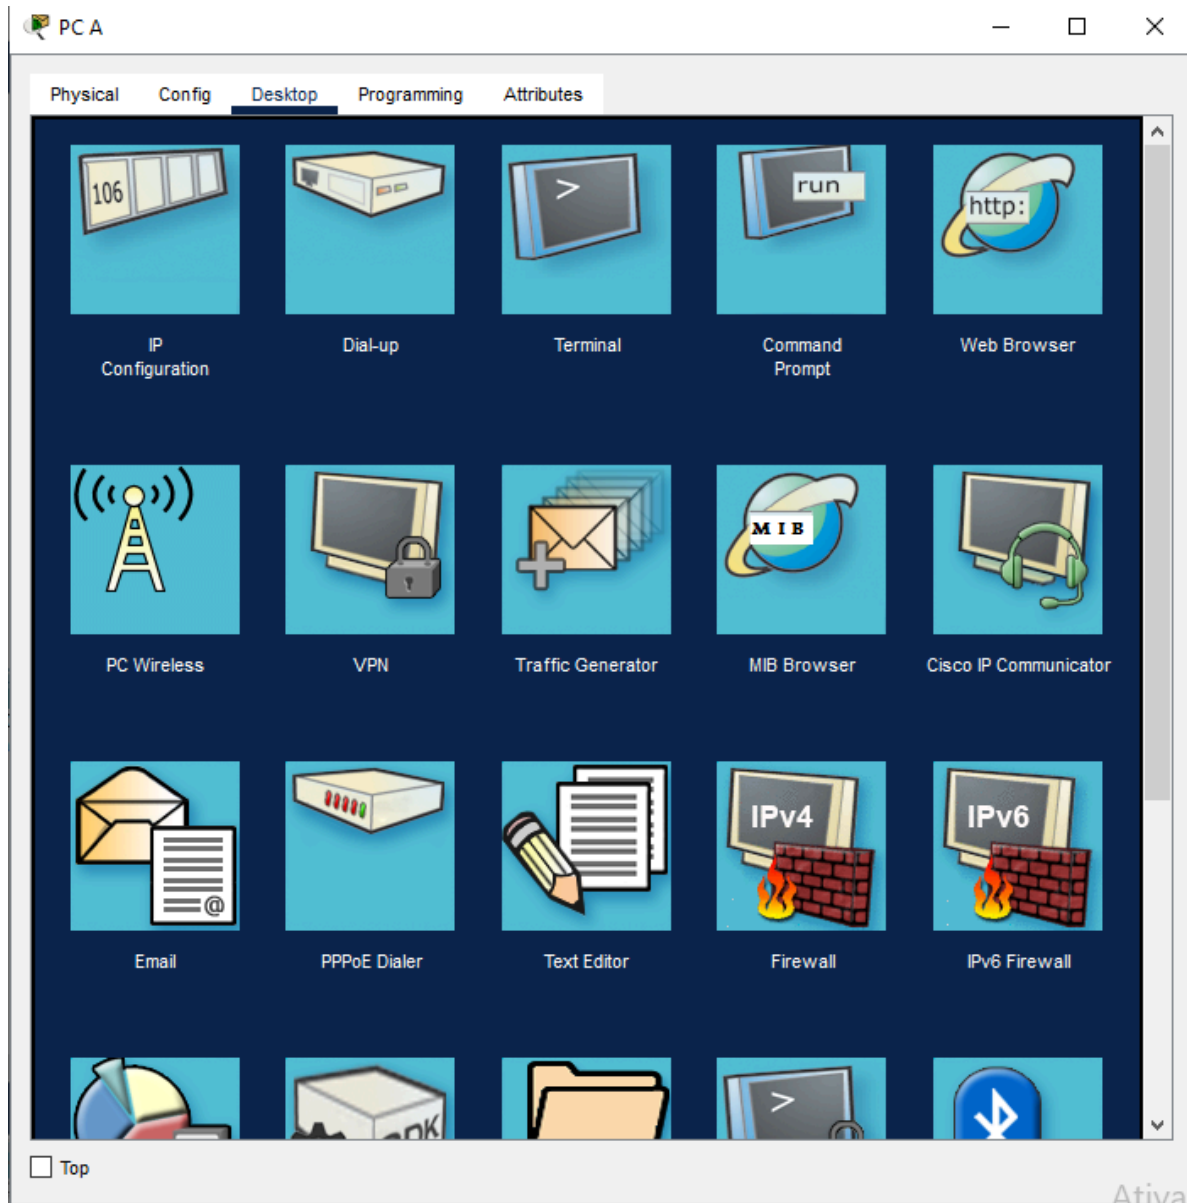 PC A
Physical Config Desktop Programming Attributes
106
>
run
http:
IP
Configuration
Dial-up
Terminal
Command
Prompt
Web Browser
MIB
PC Wireless
VPN
Traffic Generator
MIB Browser
Cisco IP Communicator
@
IPv4
IPv6
Email
PPPoE Dialer
Text Editor
Firewall
IPv6 Firewall
>
Top
Ativa